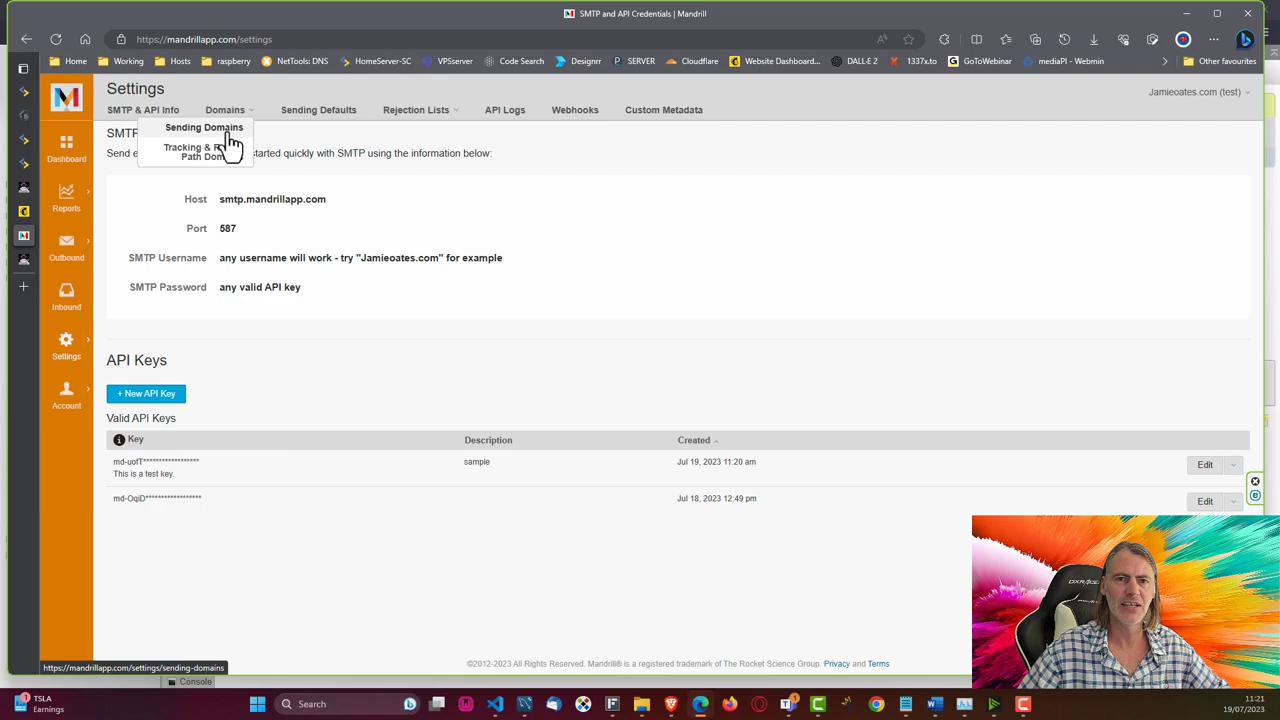 SMTP and API Credentials | Mandrill
https://mandrillapp.com/settings
Home
Working
Hosts
raspberry
NetTools: DNS
HomeServer-SC
VPSserver
Code Search
Designrr
SERVER
Cloudflare
Website Dashboard...
DALL·E 2
1337x.to
GoToWebinar
mediaPI - Webmin
Other favourites
Settings
Jamieoates.com (test)
SMTP & API Info
Domains
Sending Defaults
Rejection Lists
API Logs
Webhooks
Custom Metadata
Sending Domains
Tracking & R
Path Dom
SMTP
Send e
started quickly with SMTP using the information below:
Host
smtp.mandrillapp.com
Port
587
SMTP Username
any username will work - try "Jamieoates.com" for example
SMTP Password
any valid API key
Dashboard
Reports
Outbound
Inbound
Settings
Account
API Keys
+ New API Key
Valid API Keys
Key
Description
Created
md-uofT******************
sample
Jul 19, 2023 11:20 am
Edit
This is a test key.
md-OqiD******************
Jul 18, 2023 12:49 pm
Edit
DXRACER
©2012-2023 All Rights Reserved. Mandrill® is a registered trademark of The Rocket Science Group. Privacy and Terms
https://mandrillapp.com/settings/sending-domains
Console
TSLA
Earnings
Search
11:21
19/07/2023